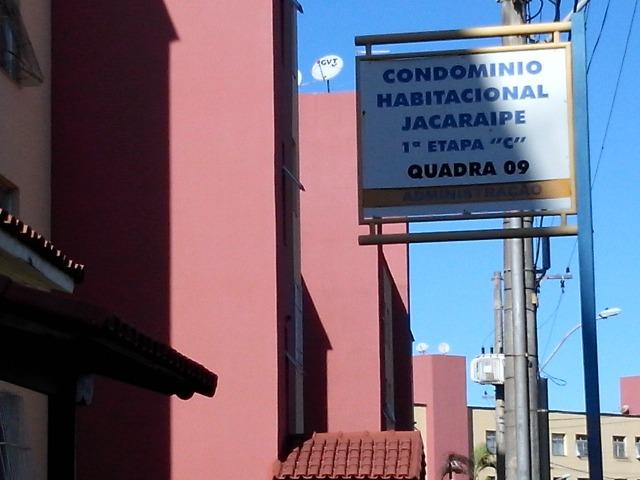 GVT
CONDOMINIO
HABITACIONAL
JACARAIPE
1ª ETAPA "C"
QUADRA 09
ADMINISTRAÇÃO